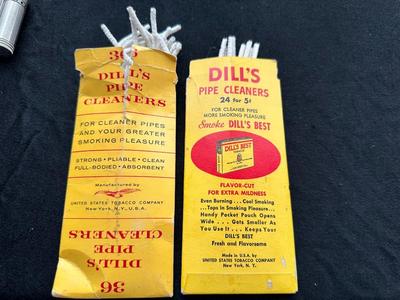 36
DILL'S
PIPE
CLEANERS
FOR CLEANER PIPES
AND YOUR GREATER
SMOKING PLEASURE
STRONG • PLIABLE • CLEAN
FULL-BODIED • ABSORBENT
Manufactured by
UNITED STATES TOBACCO COMPANY
New York, N.Y., U.S.A.
36
DILL'S
PIPE
CLEANERS
DILL'S
PIPE CLEANERS
24 for 5¢
FOR CLEANER PIPES
MORE SMOKING PLEASURE
Smoke DILL'S BEST
DILL'S BEST
FLAVOR-CUT
FOR EXTRA MILDNESS
Even Burning ... Cool Smoking
... Tops in Smoking Pleasure ...
Handy Pocket Pouch Opens
Wide . . . Gets Smaller As
You Use It . . . Keeps Your
DILL'S BEST
Fresh and Flavorsome
Made in U.S.A. by
UNITED STATES TOBACCO COMPANY
New York, N. Y.